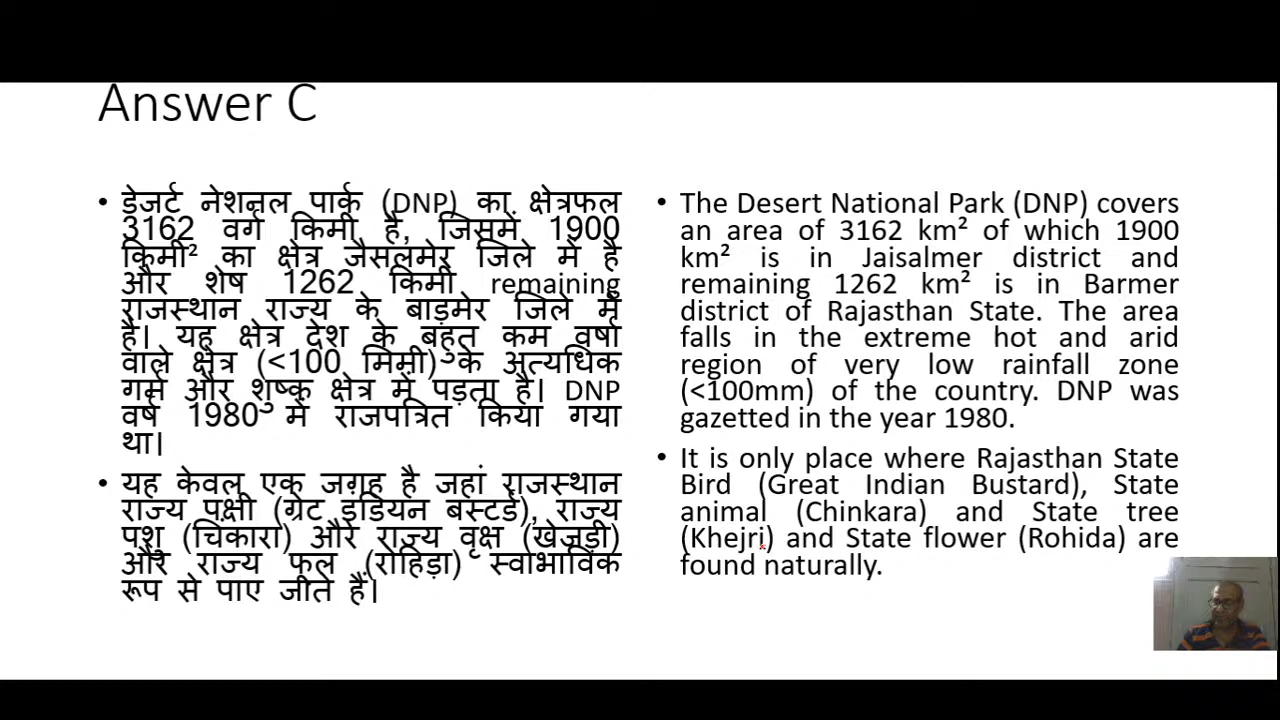 Answer C
• डेजर्ट नेशनल पार्क (DNP) का क्षेत्रफल
3162 वर्ग किमी है, जिसमें 1900
किमी² का क्षेत्र जैसलमेर जिले में है
और शेष 1262 किमी remaining
राजस्थान राज्य के बाड़मेर जिले में
है। यह क्षेत्र देश के बहुत कम वर्षा
वाले क्षेत्र (<100 मिमी) के अत्यधिक
गर्म और शुष्क क्षेत्र में पड़ता है। DNP
वर्ष 1980 में राजपत्रित किया गया
था।
• यह केवल एक जगह है जहां राजस्थान
राज्य पक्षी (ग्रेट इंडियन बस्टर्ड), राज्य
पशु (चिंकारा) और राज्य वृक्ष (खेजड़ी)
और राज्य फूल (रोहिड़ा) स्वाभाविक
रूप से पाए जाते हैं।
• The Desert National Park (DNP) covers
an area of 3162 km² of which 1900
km² is in Jaisalmer district and
remaining 1262 km² is in Barmer
district of Rajasthan State. The area
falls in the extreme hot and arid
region of very low rainfall zone
(<100mm) of the country. DNP was
gazetted in the year 1980.
• It is only place where Rajasthan State
Bird (Great Indian Bustard), State
animal (Chinkara) and State tree
(Khejri) and State flower (Rohida) are
found naturally.